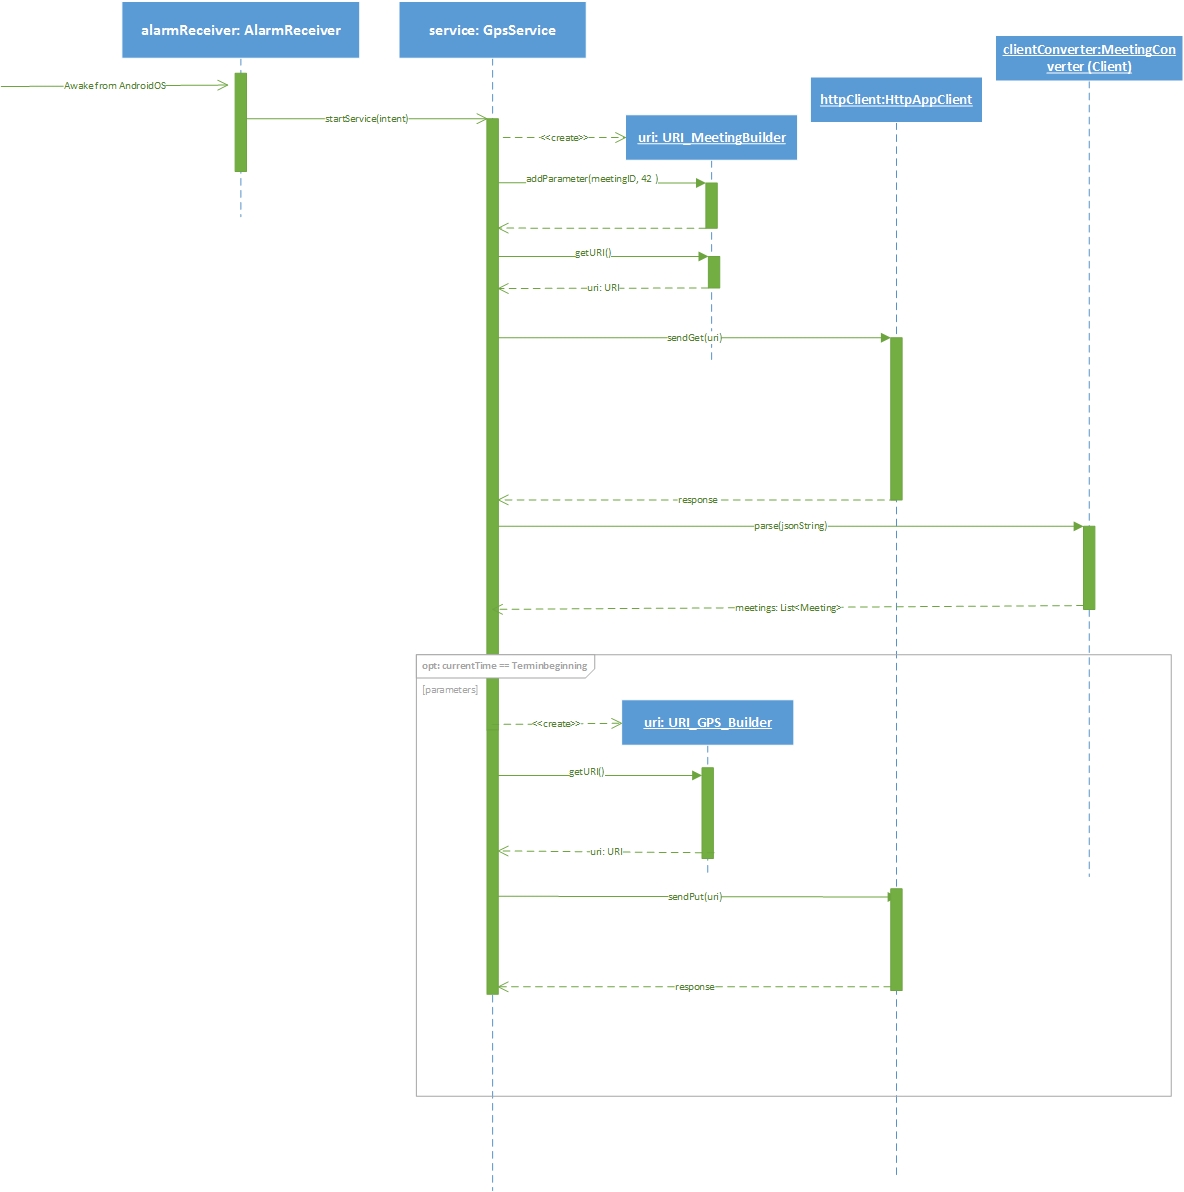 alarmReceiver: AlarmReceiver
service: GpsService
clientConverter:MeetingCon
verter (Client)
httpClient:HttpAppClient
Awake from AndroidOS
startService(intent)
<<create>>
uri: URI_MeetingBuilder
addParameter(meetingID, 42 )
getURI()
uri: URI
sendGet(uri)
response
parse(jsonString)
meetings: List<Meeting>
opt: currentTime == Terminbeginning
[parameters]
<<create>>
uri: URI_GPS_Builder
getURI()
uri: URI
sendPut(uri)
response